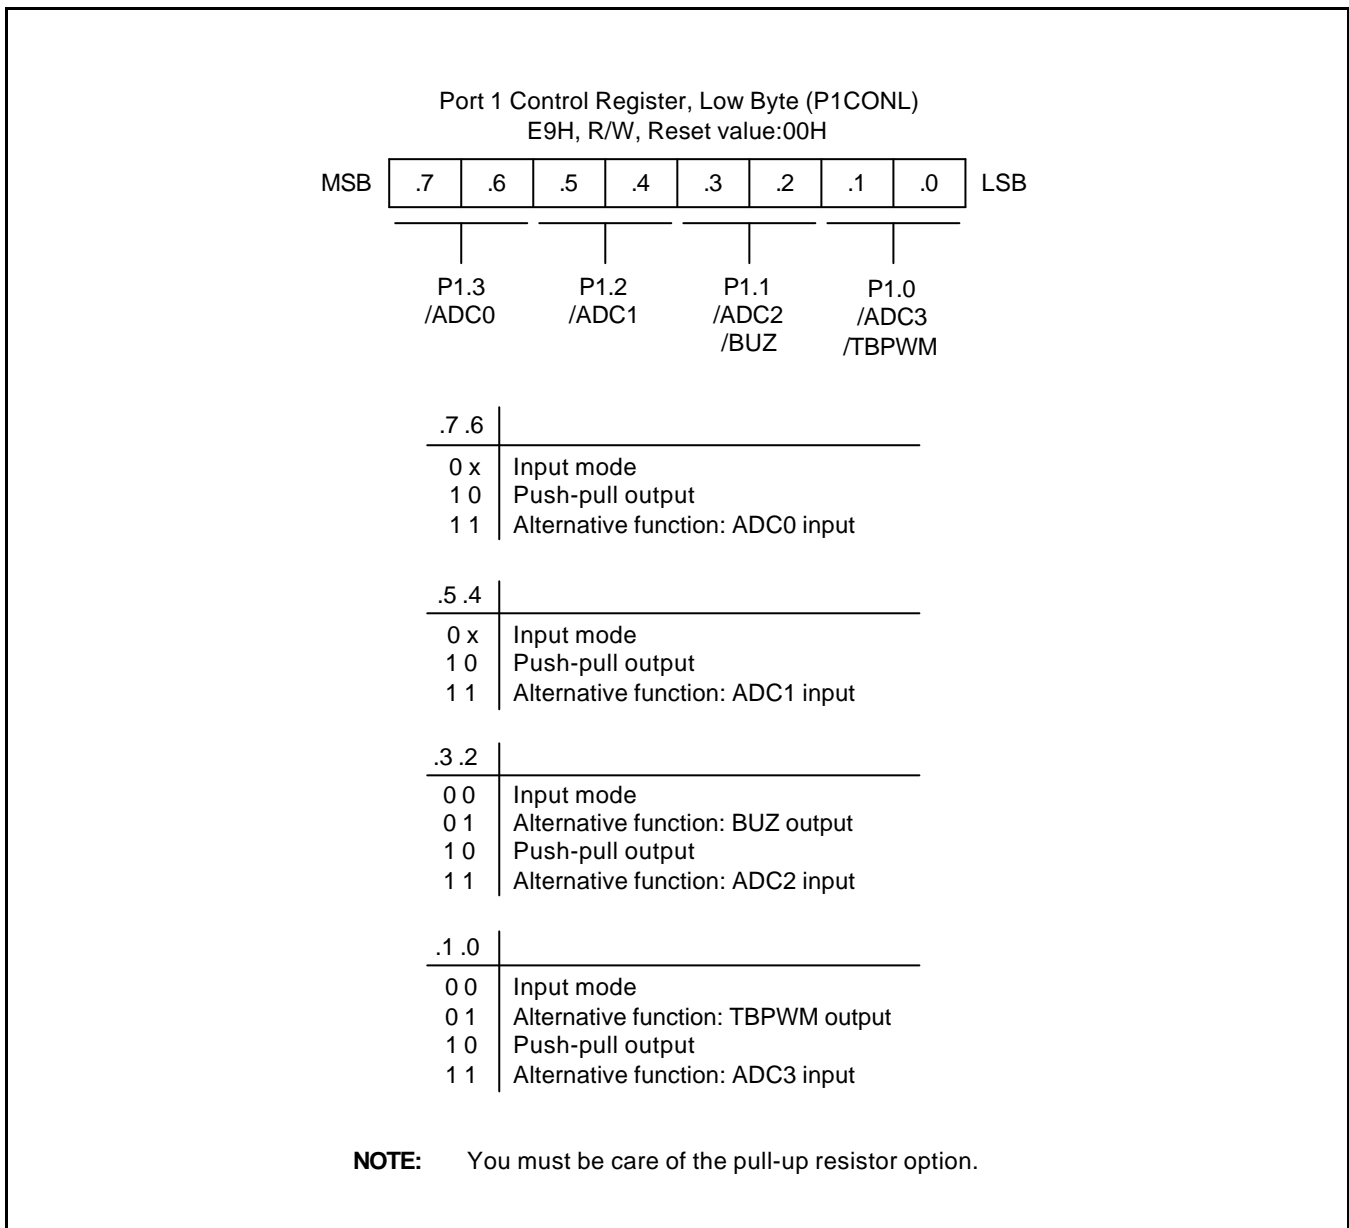 Port 1 Control Register, Low Byte (P1CONL)
E9H, R/W, Reset value:00H
MSB .7 .6 .5 .4 .3 .2 .1 .0 LSB
P1.3 P1.2 P1.1 P1.0
/ADC0 /ADC1 /ADC2 /ADC3
/BUZ /TBPWM
.7 .6
0 x Input mode
1 0 Push-pull output
1 1 Alternative function: ADC0 input
.5 .4
0 x Input mode
1 0 Push-pull output
1 1 Alternative function: ADC1 input
.3 .2
0 0 Input mode
0 1 Alternative function: BUZ output
1 0 Push-pull output
1 1 Alternative function: ADC2 input
.1 .0
0 0 Input mode
0 1 Alternative function: TBPWM output
1 0 Push-pull output
1 1 Alternative function: ADC3 input
NOTE: You must be care of the pull-up resistor option.